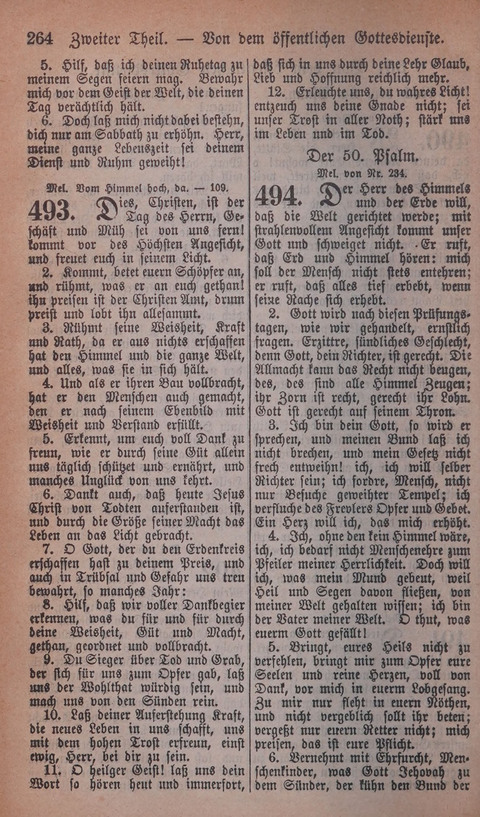 264 Zweiter Theil. — Von dem öffentlichen Gottesdienste.
5. Hilf, daß ich deinen Ruhetag zu
meinem Segen feiern mag. Bewahr
mich vor dem Geist der Welt, die deinen
Tag verächtlich hält.
6. Doch laß mich nicht dabei bestehn,
dich nur am Sabbath zu erhöhn. Herr,
meine ganze Lebenszeit sei deinem
Dienst und Ruhm geweiht!
Mel. Vom Himmel hoch, da. — 109.
493. Dies, Christen, ist der
Tag des Herrn, Ge-
schäft und Müh sei von uns fern!
kommt vor des Höchsten Angesicht,
und freuet euch in seinem Licht.
2. Kommt, betet euern Schöpfer an,
und rühmt, was er an euch gethan!
ihn preisen ist der Christen Amt, drum
preist und lobt ihn allesammt.
3. Rühmt seine Weisheit, Kraft
und Rath, da er aus nichts erschaffen
hat den Himmel und die ganze Welt,
und alles, was sie in sich hält.
4. Und als er ihren Bau vollbracht,
hat er den Menschen auch gemacht,
den er nach seinem Ebenbild mit
Weisheit und Verstand erfüllt.
5. Erkennt, um euch voll Dank zu
freun, wie er durch seine Güt allein
uns täglich schützet und ernährt, und
manches Unglück von uns kehrt.
6. Dankt auch, daß heute Jesus
Christ von Todten auferstanden ist,
und durch die Größe seiner Macht das
Leben an das Licht gebracht.
7. O Gott, der du den Erdenkreis
erschaffen hast zu deinem Preis, und
auch in Trübsal und Gefahr uns treu
bewahrt, so manches Jahr:
8. Hilf, daß wir voller Dankbegier
erkennen, was du für und für durch
deine Weisheit, Güt und Macht,
gethan, geordnet und vollbracht.
9. Du Sieger über Tod und Grab,
der sich für uns zum Opfer gab, laß
uns der Wohlthat würdig sein, und
mach uns von den Sünden rein.
10. Laß deiner Auferstehung Kraft,
die neues Leben in uns schafft, uns
mit dem hohen Trost erfreun, einst
ewig, Herr, bei dir zu sein.
11. O heilger Geist! laß uns dein
Wort so hören heut und immerfort,
daß sich in uns durch deine Lehr Glaub,
Lieb und Hoffnung reichlich mehr.
12. Erleuchte uns, du wahres Licht!
entzeuch uns deine Gnade nicht; sei
unser Trost in aller Noth; stärk uns
im Leben und im Tod.
Der 50. Psalm.
Mel. von Nr. 234.
494. Der Herr des Himmels
und der Erde will,
daß die Welt gerichtet werde; mit
strahlenvollem Angesicht kommt unser
Gott und schweiget nicht. Er ruft,
daß Erd und Himmel hören: mich
soll der Mensch nicht stets entehren;
er ruft, daß alles tief erbebt, wenn
seine Rache sich erhebt.
2. Gott wird nach diesen Prüfungs-
tagen, wie wir gehandelt, ernstlich
fragen. Erzittre, sündliches Geschlecht,
denn Gott, dein Richter, ist gerecht. Die
Allmacht kann das Recht nicht beugen,
des, des sind alle Himmel Zeugen;
ihr Zorn ist recht, gerecht ihr Lohn.
Gott ist gerecht auf seinem Thron.
3. Ich bin dein Gott, so wird er
sprechen, und meinen Bund laß ich
nicht brechen, und mein Gesetz nicht
frech entweihn! ich, ich will selber
Richter sein; ich fordre, Mensch, nicht
nur Besuche geweihter Tempel; ich
verfluche des Frevlers Opfer und Gebet.
Ein Herz will ich, das mich erhöht.
4. Ich, ohne den kein Himmel wäre,
ich, ich bedarf nicht Menschenehre zum
Pfeiler meiner Herrlichkeit. Doch will
ich, was mein Mund gebeut, weil
Heil und Segen davon fließen, von
meiner Welt gehalten wissen; ich bin
der Vater meiner Welt. O thut, was
euerm Gott gefällt!
5. Bringt, eures Heils nicht zu
verfehlen, bringt mir zum Opfer eure
Seelen und reine Herzen, voll von
Dank, vor mich in euerm Lobgesang.
Zu mir nur fleht in euern Nöthen,
und nicht vergeblich sollt ihr beten;
vergeßt nur euern Retter nicht; mich
preisen, das ist eure Pflicht.
6. Vernehmt mit Ehrfurcht, Men-
schenkinder, was Gott Jehovah zu
dem Sünder, der kühn den Bund der